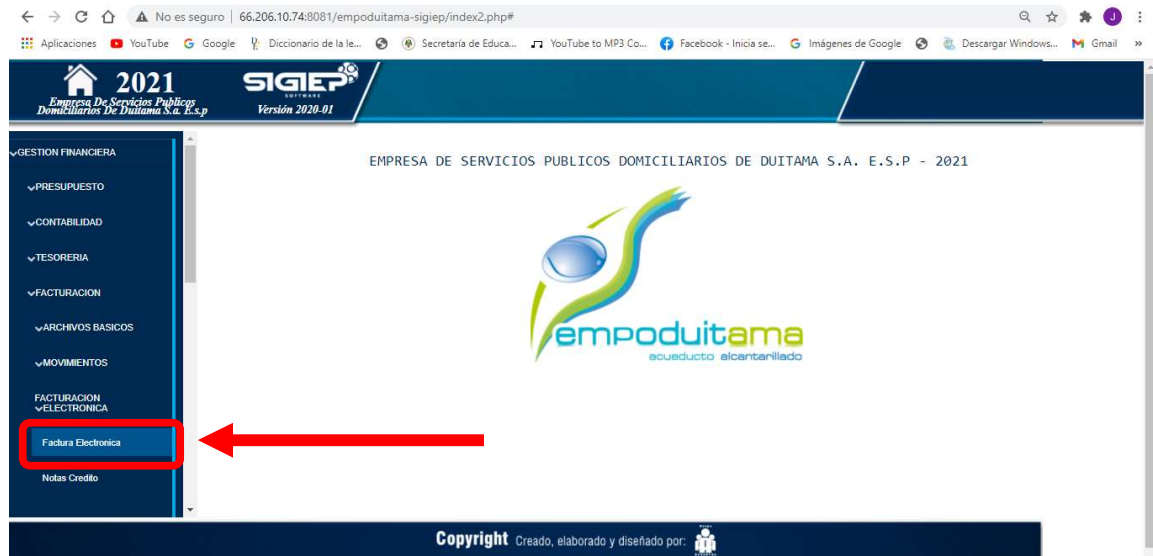 No es seguro | 66.206.10.74:8081/empoduitama-sigiep/index2.php#
J
Aplicaciones YouTube Google Diccionario de la le... Secretaría de Educa... YouTube to MP3 Co... Facebook - Inicia se... Imágenes de Google Descargar Windows... Gmail »
2021
Empresa De Servicios Publicos
Domiciliarios De Duitama S.a. E.s.p
SIGIEP
SOFTWARE
Versión 2020-01
GESTION FINANCIERA
PRESUPUESTO
CONTABILIDAD
TESORERIA
FACTURACION
ARCHIVOS BASICOS
MOVIMIENTOS
FACTURACION
ELECTRONICA
Factura Electronica
Notas Credito
EMPRESA DE SERVICIOS PUBLICOS DOMICILIARIOS DE DUITAMA S.A. E.S.P - 2021
empoduitama
acueducto alcantarillado
Copyright Creado, elaborado y diseñado por: